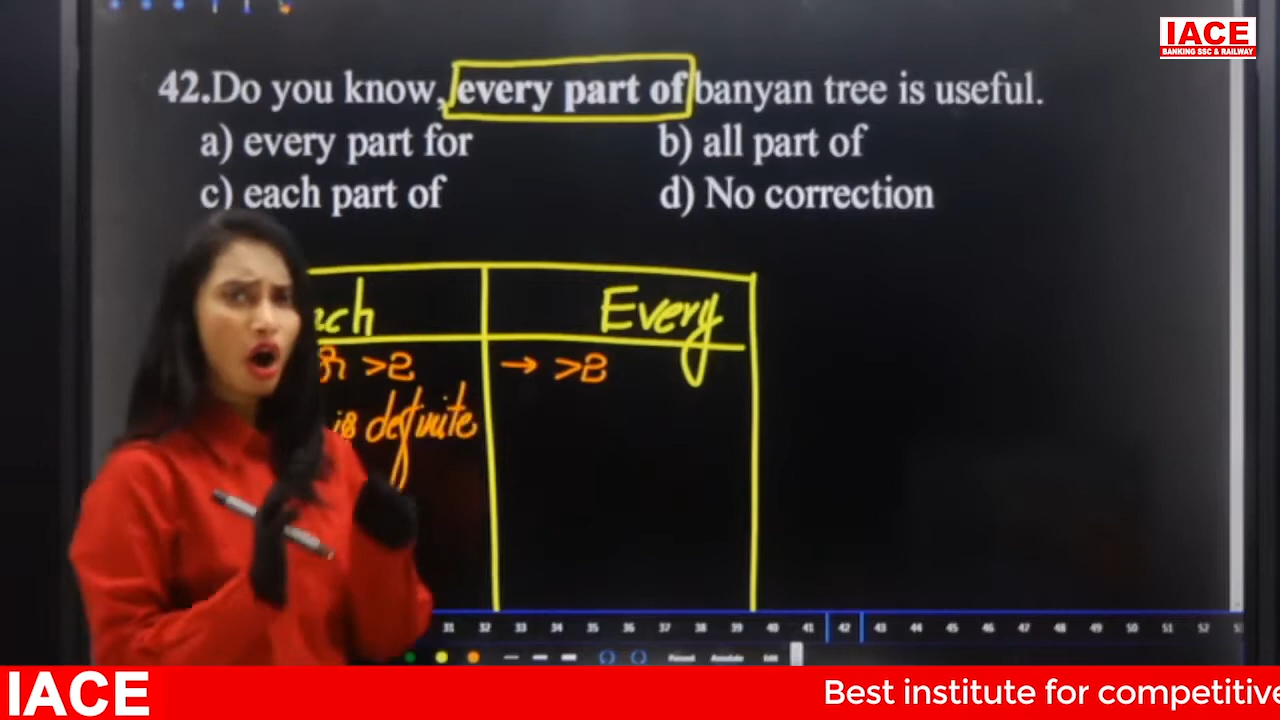 IACE
BANKING SSC & RAILWAY
42.Do you know, every part of banyan tree is useful.
a) every part for
b) all part of
c) each part of
d) No correction
ach
Every
>2
→ >2
is definite
31 32 33 34 35 36 37 38 39 40 41 42 43 44 45 46 47 48 49 50 51 52
IACE
Best institute for competitive